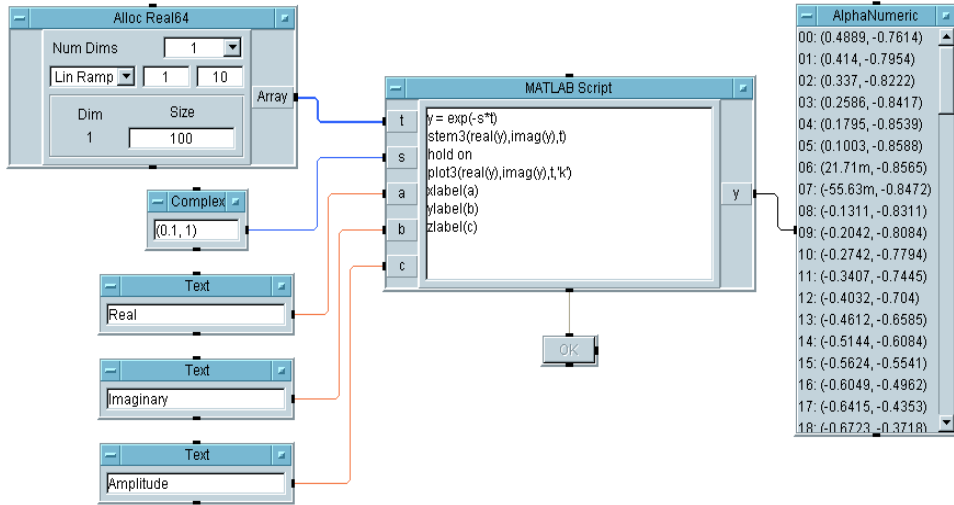 Alloc Real64
Num Dims 1
Lin Ramp 1 10
Array
Dim Size
1 100
Complex
(0.1, 1)
Text
Real
Text
Imaginary
Text
Amplitude
MATLAB Script
t
s
a
b
c
y = exp(-s*t)
stem3(real(y),imag(y),t)
hold on
plot3(real(y),imag(y),t,'k')
xlabel(a)
ylabel(b)
zlabel(c)
y
OK
AlphaNumeric
00: (0.4889, -0.7614)
01: (0.414, -0.7954)
02: (0.337, -0.8222)
03: (0.2586, -0.8417)
04: (0.1795, -0.8539)
05: (0.1003, -0.8588)
06: (21.71m, -0.8565)
07: (-55.63m, -0.8472)
08: (-0.1311, -0.8311)
09: (-0.2042, -0.8084)
10: (-0.2742, -0.7794)
11: (-0.3407, -0.7445)
12: (-0.4032, -0.704)
13: (-0.4612, -0.6585)
14: (-0.5144, -0.6084)
15: (-0.5624, -0.5541)
16: (-0.6049, -0.4962)
17: (-0.6415, -0.4353)
18: (-0.6723, -0.3718)